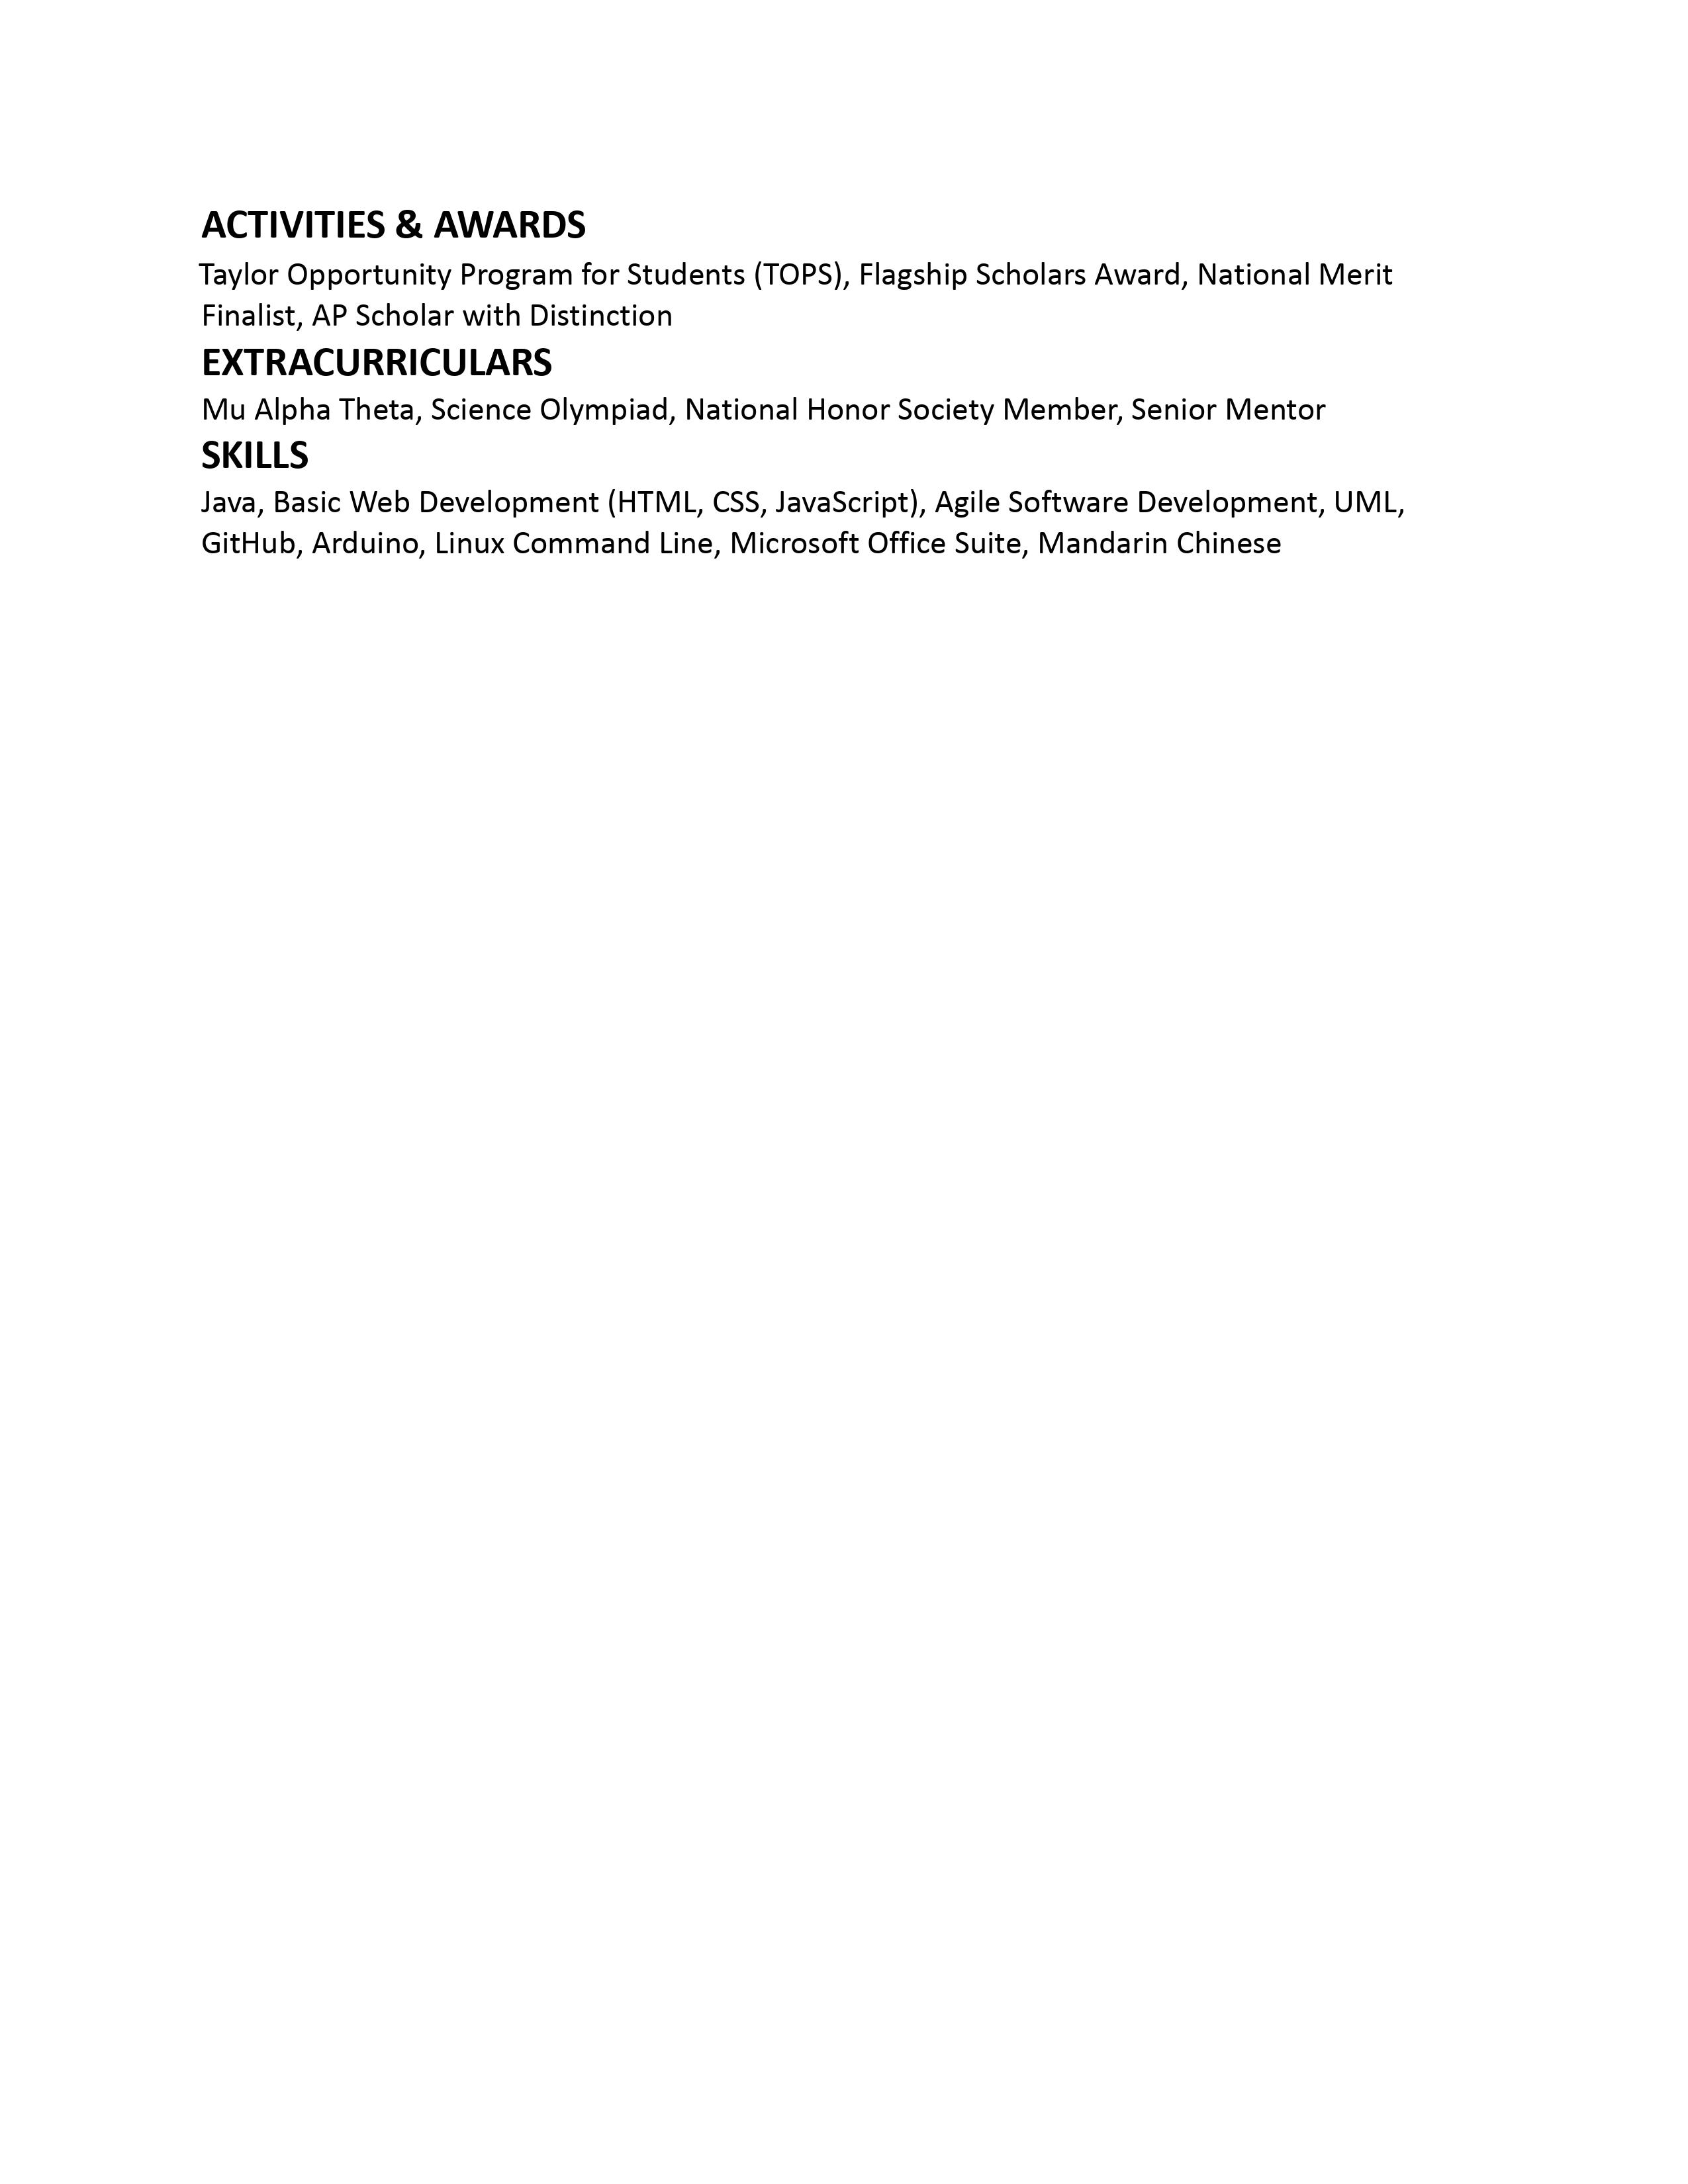 ACTIVITIES & AWARDS
Taylor Opportunity Program for Students (TOPS), Flagship Scholars Award, National Merit
Finalist, AP Scholar with Distinction
EXTRACURRICULARS
Mu Alpha Theta, Science Olympiad, National Honor Society Member, Senior Mentor
SKILLS
Java, Basic Web Development (HTML, CSS, JavaScript), Agile Software Development, UML,
GitHub, Arduino, Linux Command Line, Microsoft Office Suite, Mandarin Chinese